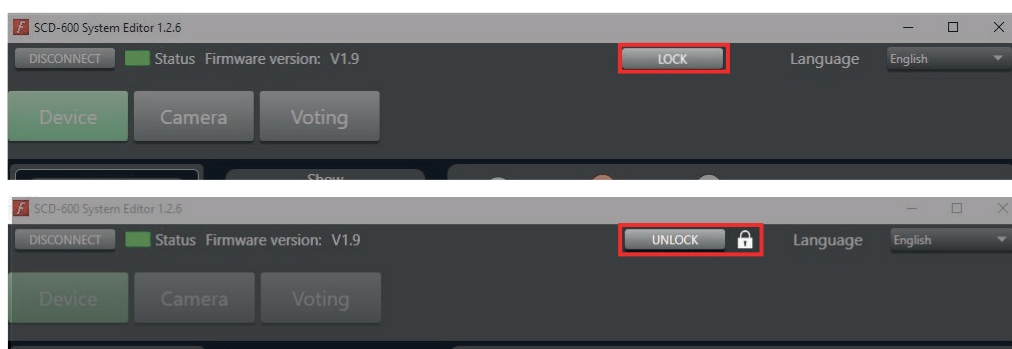 SCD-600 System Editor 1.2.6
DISCONNECT Status Firmware version: V1.9 LOCK Language English
Device Camera Voting
Show
SCD-600 System Editor 1.2.6
DISCONNECT Status Firmware version: V1.9 UNLOCK Language English
Device Camera Voting